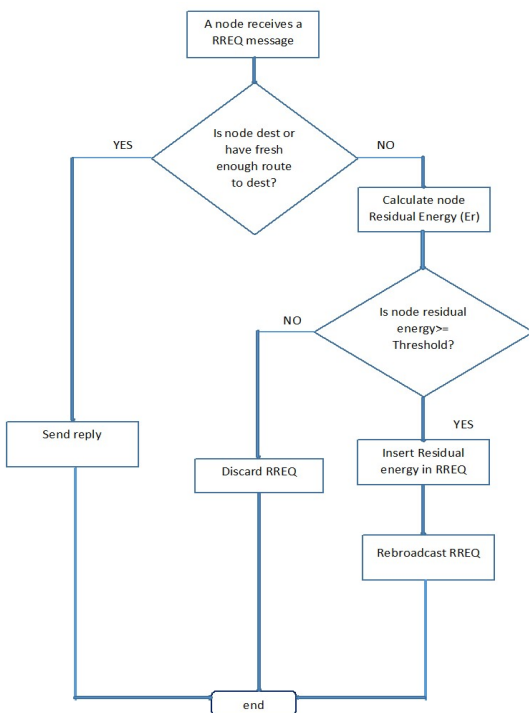 A node receives a
RREQ message
Is node dest or
have fresh
enough route
to dest?
YES
NO
Calculate node
Residual Energy (Er)
Is node residual
energy>=
Threshold?
NO
YES
Send reply
Discard RREQ
Insert Residual
energy in RREQ
Rebroadcast RREQ
end